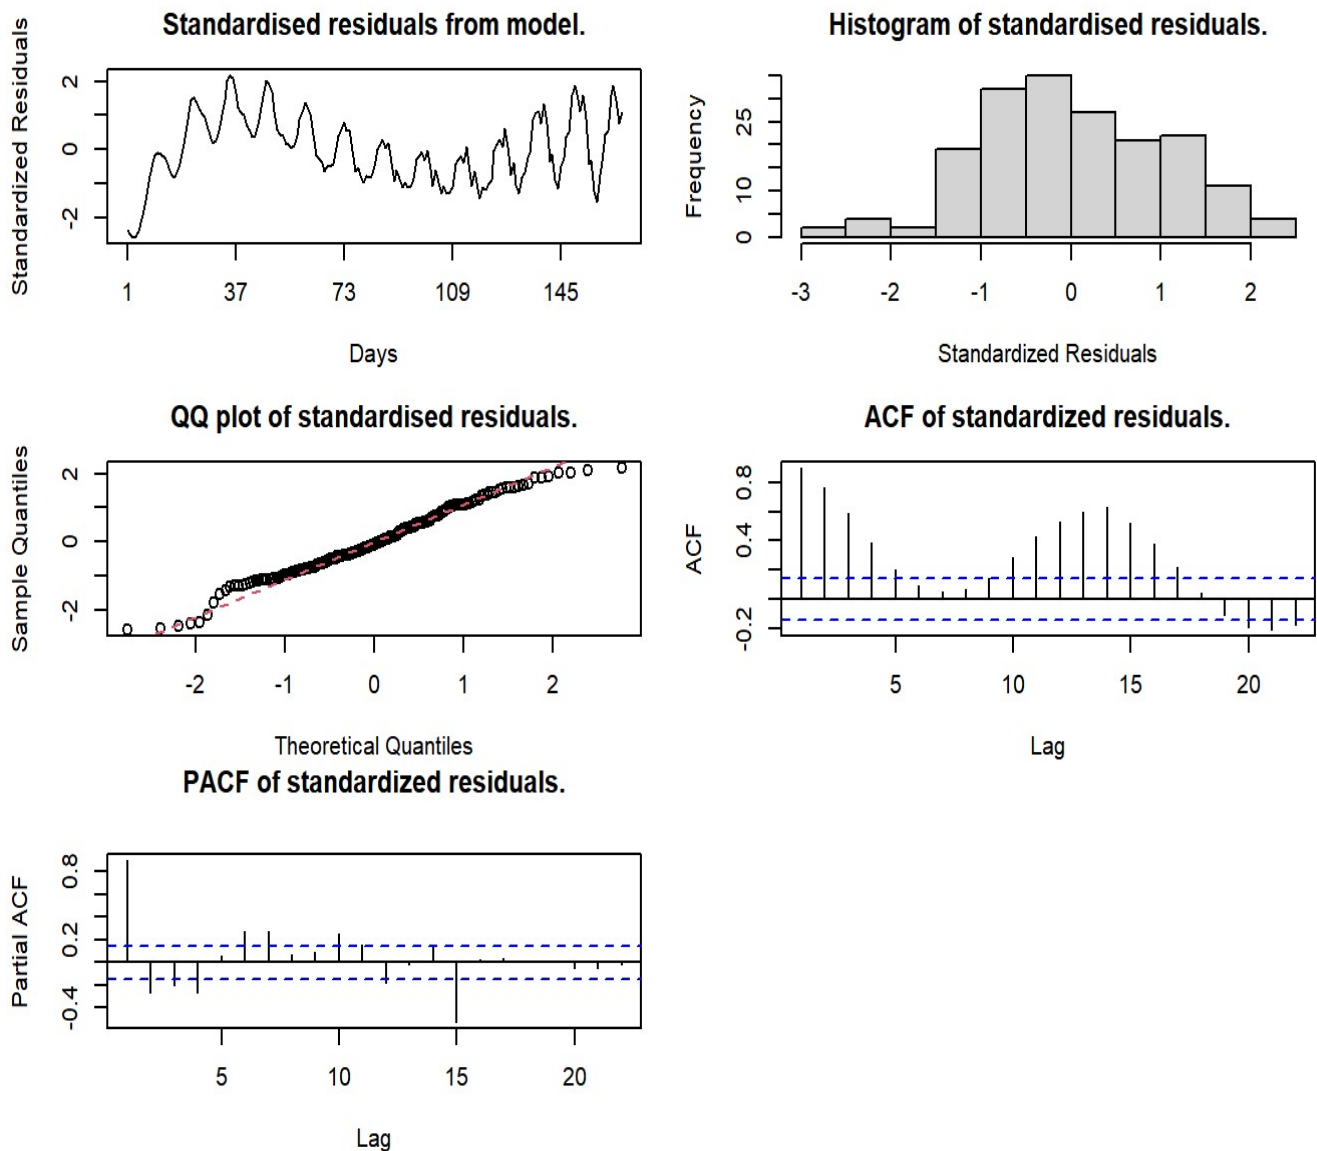 Standardised residuals from model.
Standardized Residuals
2
0
-2
1 37 73 109 145
Days
Histogram of standardised residuals.
Frequency
25
10
0
-3 -2 -1 0 1 2
Standardized Residuals
QQ plot of standardised residuals.
Sample Quantiles
2
0
-2
-2 -1 0 1 2
Theoretical Quantiles
ACF of standardized residuals.
ACF
0.8
0.4
-0.2
5 10 15 20
Lag
PACF of standardized residuals.
Partial ACF
0.8
0.2
-0.4
5 10 15 20
Lag